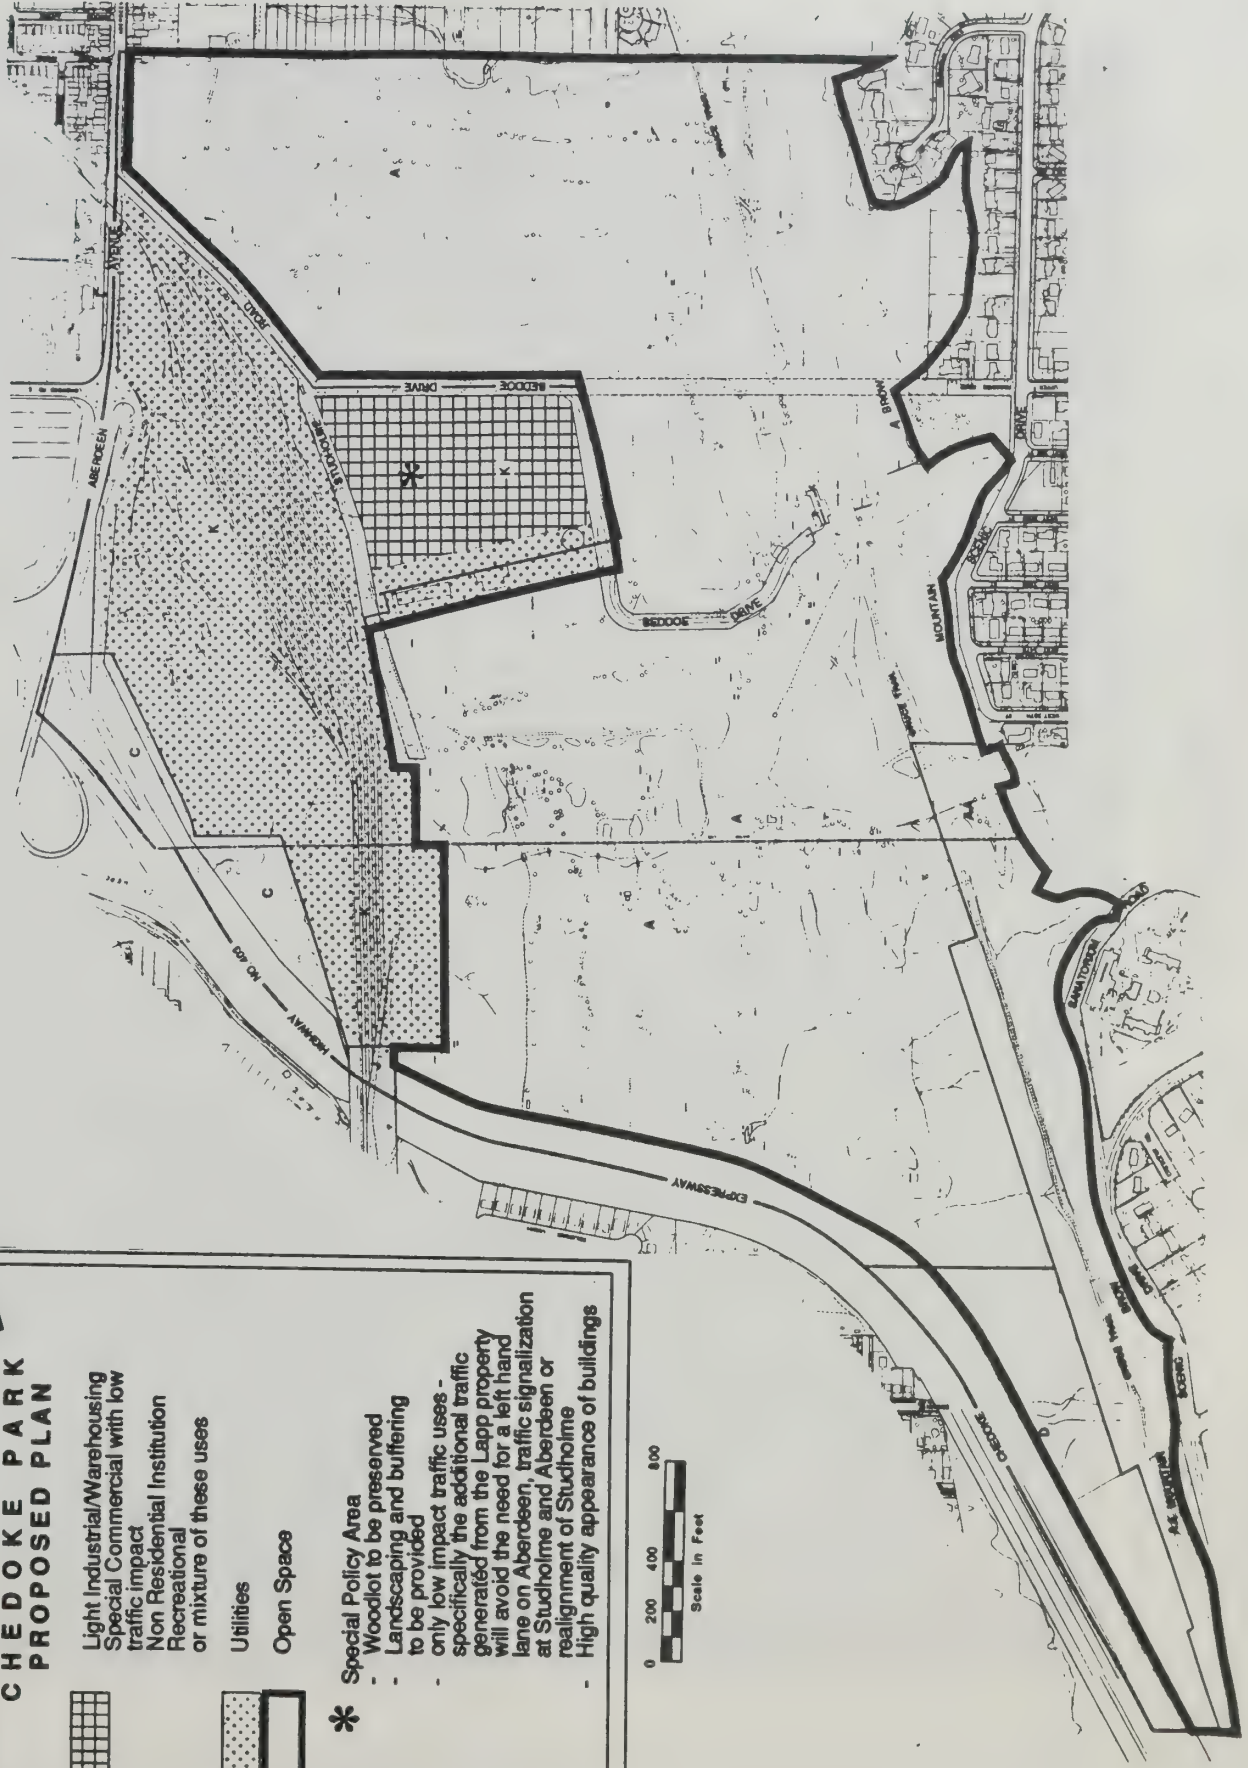 CHEDOKE PARK
PROPOSED PLAN
Light Industrial/Warehousing
Special Commercial with low
traffic impact
Non Residential Institution
Recreational
or mixture of these uses
Utilities
Open Space
* Special Policy Area
- Woodlot to be preserved
- Landscaping and buffering
to be provided
- only low impact traffic uses -
specifically the additional traffic
generated from the Lapp property
will avoid the need for a left hand
lane on Aberdeen, traffic signalization
at Studholme and Aberdeen or
realignment of Studholme
- High quality appearance of buildings
0 200 400 800
Scale in Feet
ABERDEEN
AVENUE
STUDHOLME
ROAD
BEDDOE
DRIVE
BEDDOE
DRIVE
HIGHWAY
NO 403
CHEDOKE
EXPRESSWAY
MOUNTAIN
BROW
SCENIC
DRIVE
SANATORIUM
ROAD
SCENIC
DRIVE
BROW
MOUNTAIN
A
A
A
A
K
K
K
C
C
D
*